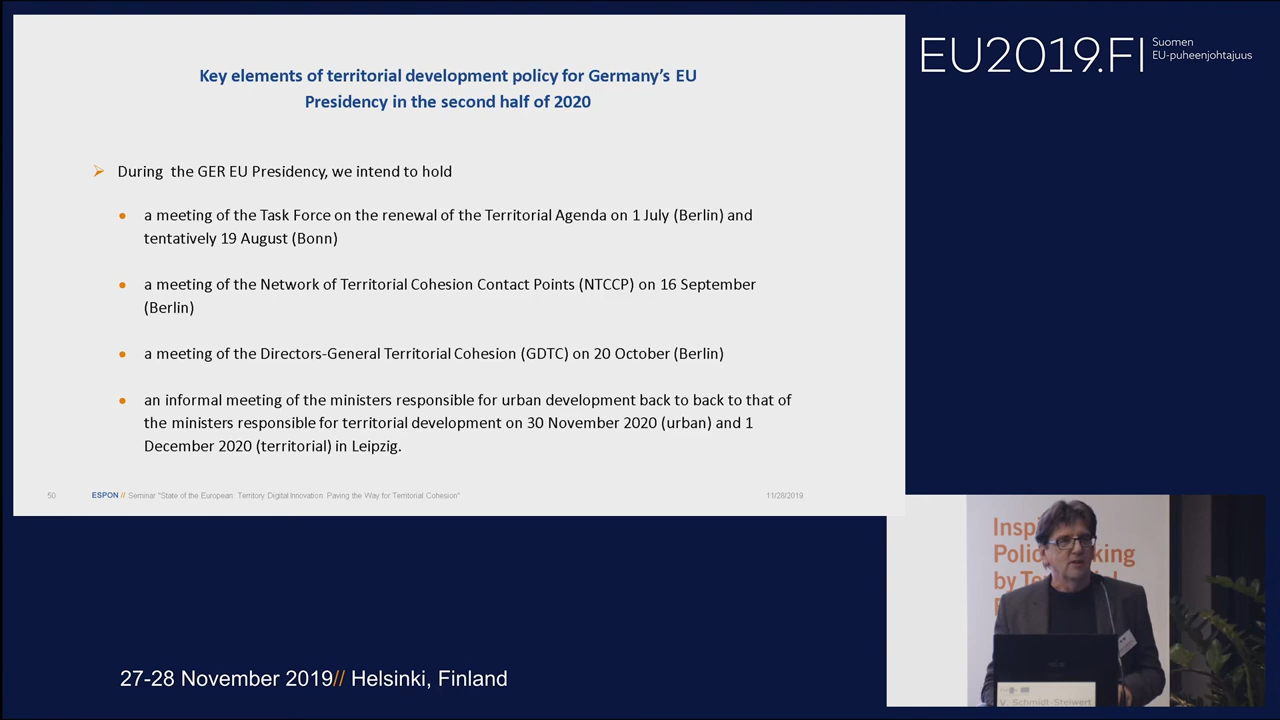 Key elements of territorial development policy for Germany's EU
Presidency in the second half of 2020
During the GER EU Presidency, we intend to hold
a meeting of the Task Force on the renewal of the Territorial Agenda on 1 July (Berlin) and
tentatively 19 August (Bonn)
a meeting of the Network of Territorial Cohesion Contact Points (NTCCP) on 16 September
(Berlin)
a meeting of the Directors-General Territorial Cohesion (GDTC) on 20 October (Berlin)
an informal meeting of the ministers responsible for urban development back to back to that of
the ministers responsible for territorial development on 30 November 2020 (urban) and 1
December 2020 (territorial) in Leipzig.
50 ESPON // Seminar "State of the European Territory Digital Innovation Paving the Way for Territorial Cohesion" 11/28/2019
EU2019.FI
Suomen
EU-puheenjohtajuus
V. Schmidt-Seiwert
27-28 November 2019// Helsinki, Finland